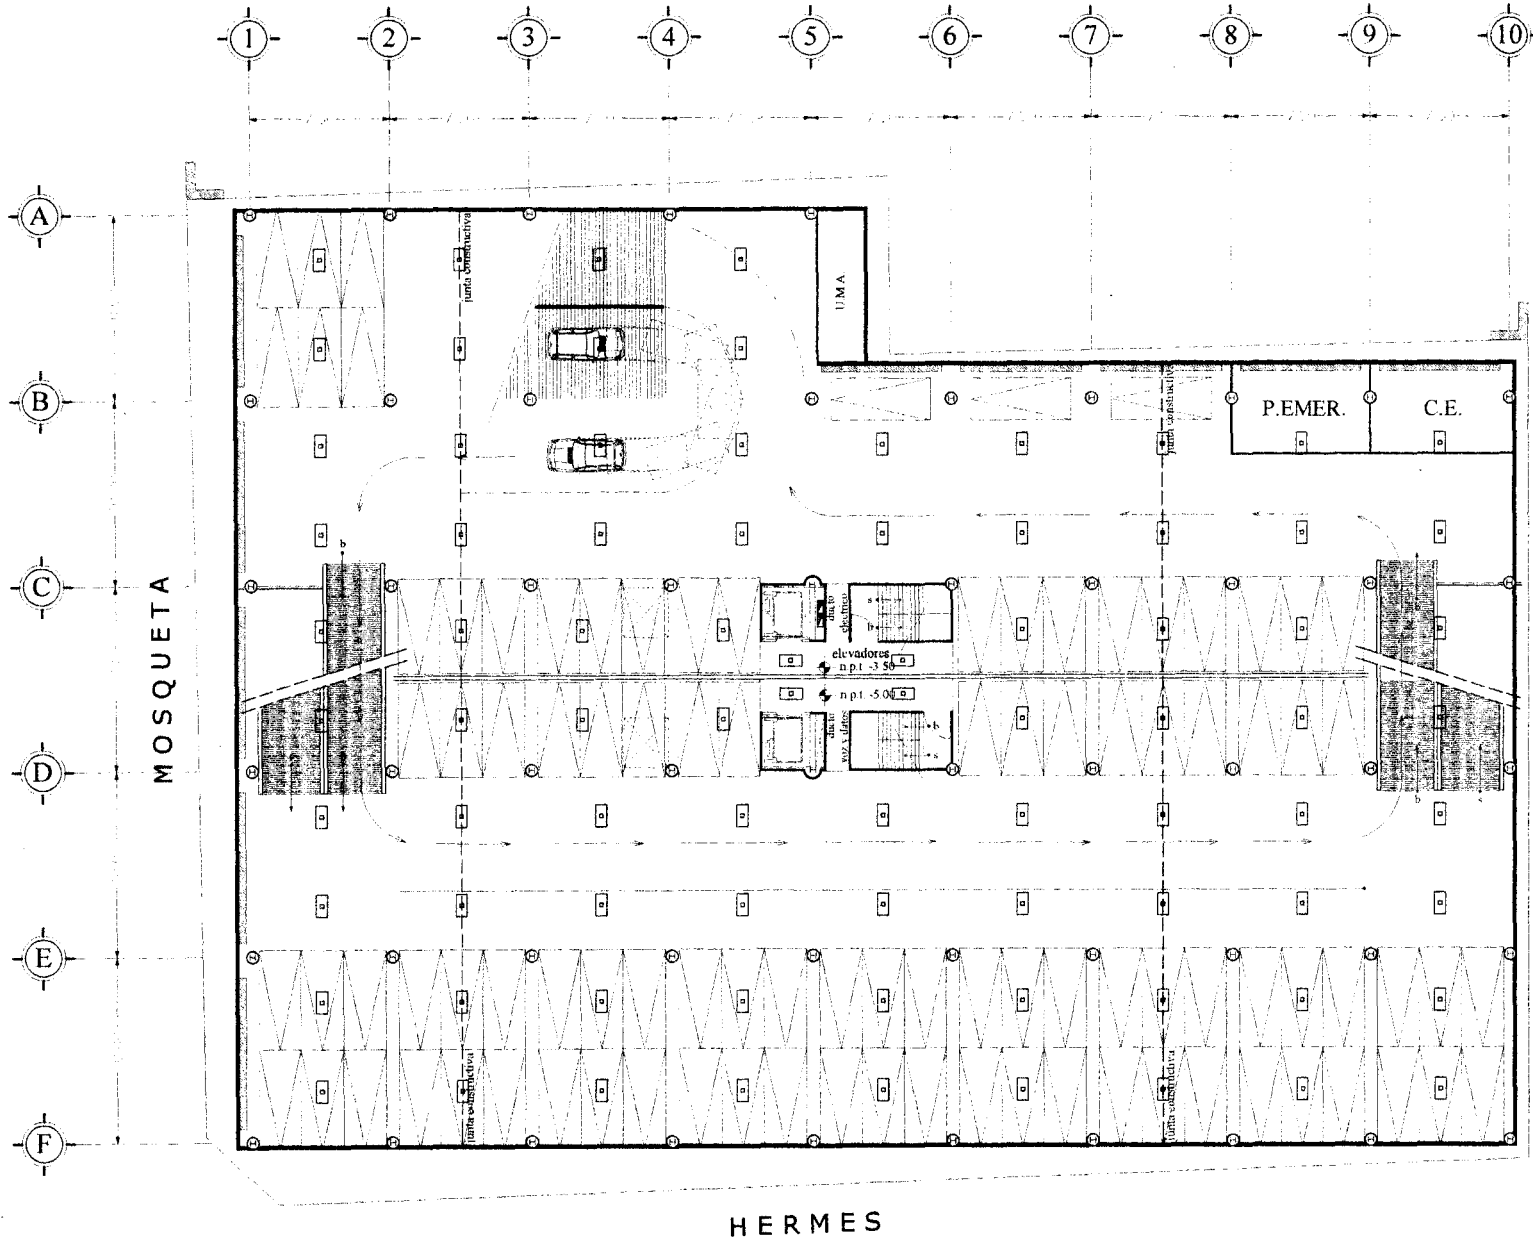 1 2 3 4 5 6 7 8 9 10
A
junta constructiva
U.M.A
B
junta constructiva
P.EMER.
C.E.
C
b
ducto
electrico
s
b
elevadores
n.p.t. -3.50
n.p.t. -5.00
ducto
voz y datos
b
s
D
b
s
E
junta constructiva
junta constructiva
F
MOSQUETA
HERMES